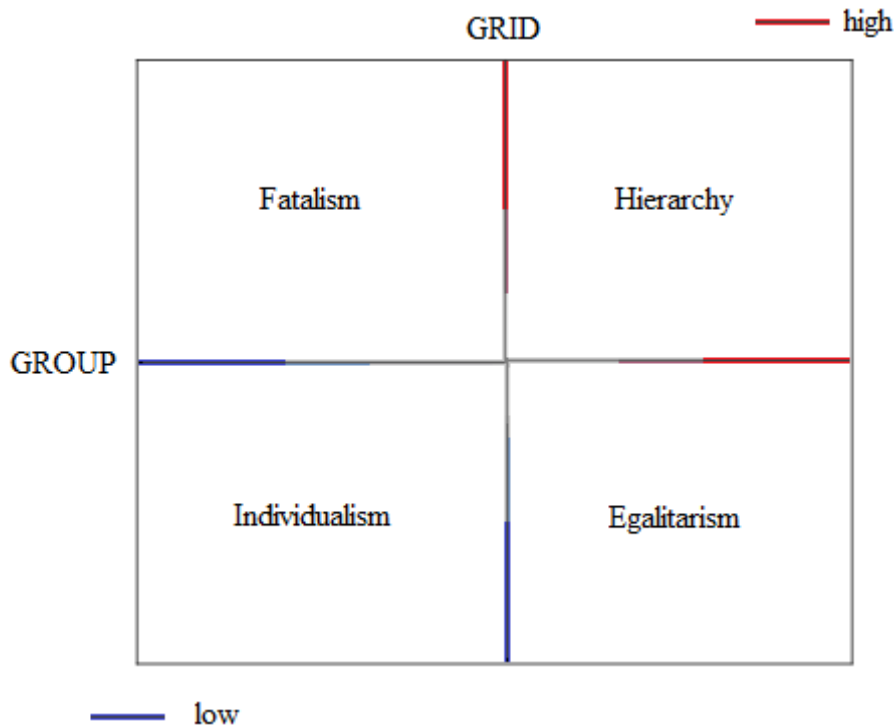 GRID
high
Fatalism
Hierarchy
GROUP
Individualism
Egalitarism
low